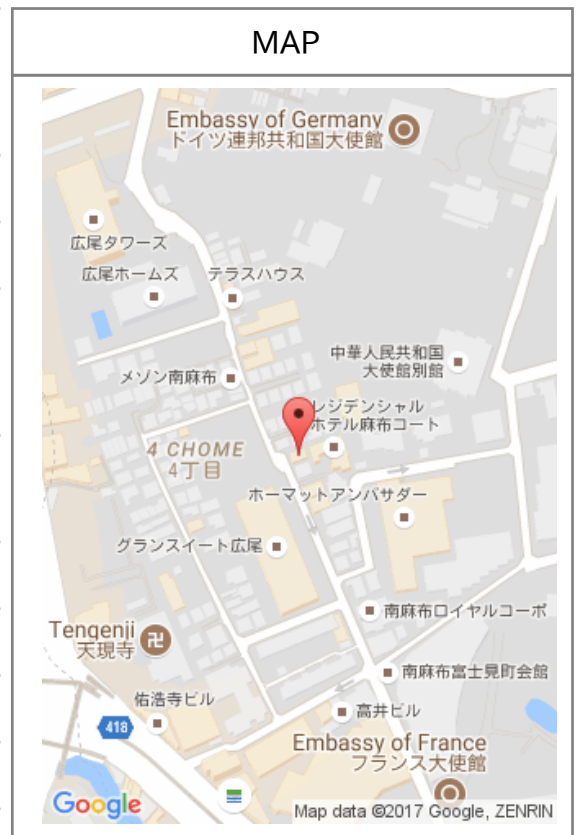 MAP
Embassy of Germany
ドイツ連邦共和国大使館
広尾タワーズ
広尾ホームズ
テラスハウス
中華人民共和国
大使館別館
メゾン南麻布
レジデンシャル
ホテル麻布コート
4 CHOME
4丁目
ホーマットアンバサダー
グランスイート広尾
南麻布ロイヤルコーポ
Tengenji
天現寺
卍
南麻布富士見町会館
佑浩寺ビル
高井ビル
418
Embassy of France
フランス大使館
Google
Map data ©2017 Google, ZENRIN